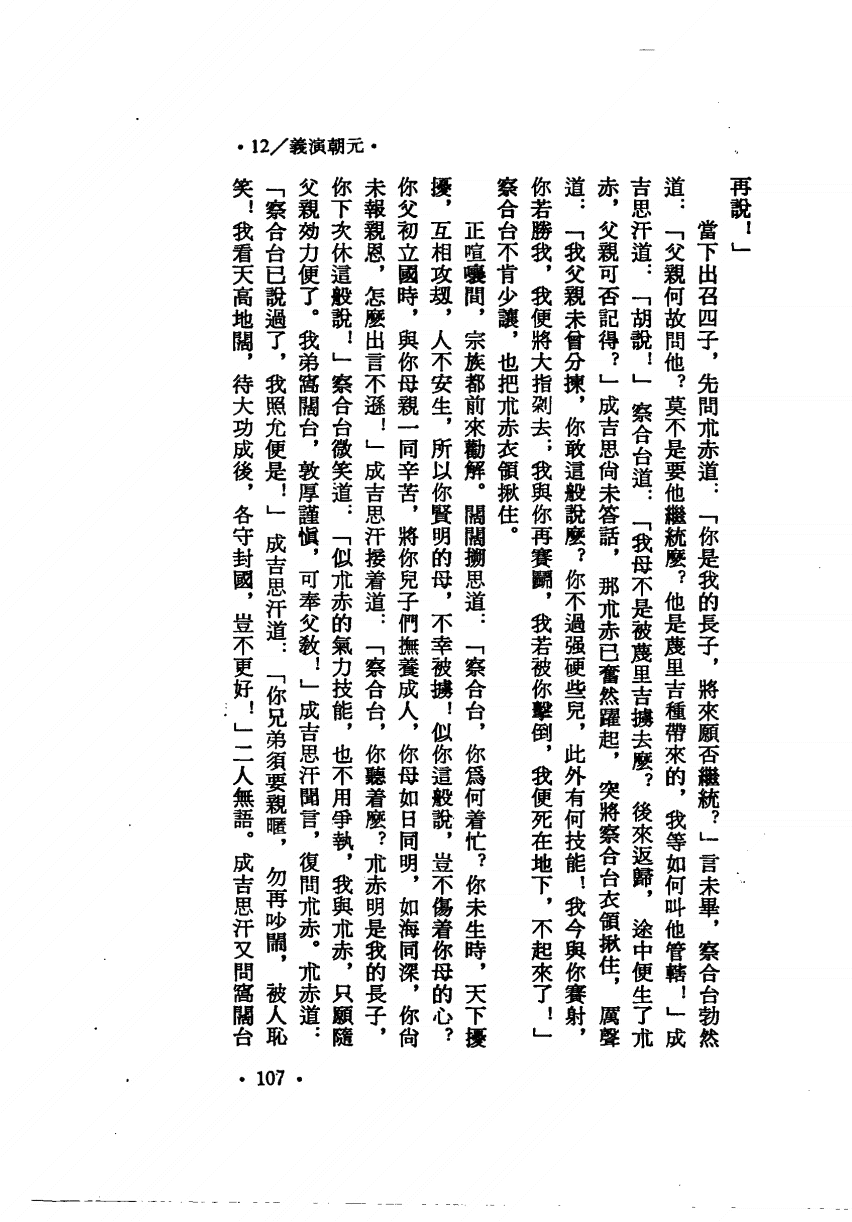 •12／義演朝元•
再說！」
當下出召四子，先問朮赤道：「你是我的長子，將來願否繼統？」言未畢，察合台勃然
道：「父親何故問他？莫不是要他繼統麼？他是蔑里吉種帶來的，我等如何叫他管轄！」成
吉思汗道：「胡說！」察合台道：「我母不是被蔑里吉擄去麼？後來返歸，途中便生了朮
赤，父親可否記得？」成吉思尙未答話，那朮赤已奮然躍起，突將察合台衣領揪住，厲聲
道：「我父親未曾分揀，你敢這般說麼？你不過强硬些兒，此外有何技能！我今與你賽射，
你若勝我，我便將大指剁去；我與你再賽鬭，我若被你擊倒，我便死在地下，不起來了！」
察合台不肯少讓，也把朮赤衣領揪住。
正喧嚷間，宗族都前來勸解。闊闊搠思道：「察合台，你爲何着忙？你未生時，天下擾
擾，互相攻刼，人不安生，所以你賢明的母，不幸被擄！似你這般說，豈不傷着你母的心？
你父初立國時，與你母親一同辛苦，將你兒子們撫養成人，你母如日同明，如海同深，你尙
未報親恩，怎麼出言不遜！」成吉思汗接着道：「察合台，你聽着麼？朮赤明是我的長子，
你下次休這般說！」察合台微笑道：「似朮赤的氣力技能，也不用爭執，我與朮赤，只願隨
父親効力便了。我弟窩闊台，敦厚謹愼，可奉父敎！」成吉思汗聞言，復問朮赤。朮赤道：
「察合台已說過了，我照允便是！」成吉思汗道：「你兄弟須要親暱，勿再吵鬧，被人恥
笑！我看天高地闊，待大功成後，各守封國，豈不更好！」二人無語。成吉思汗又問窩闊台
•107•